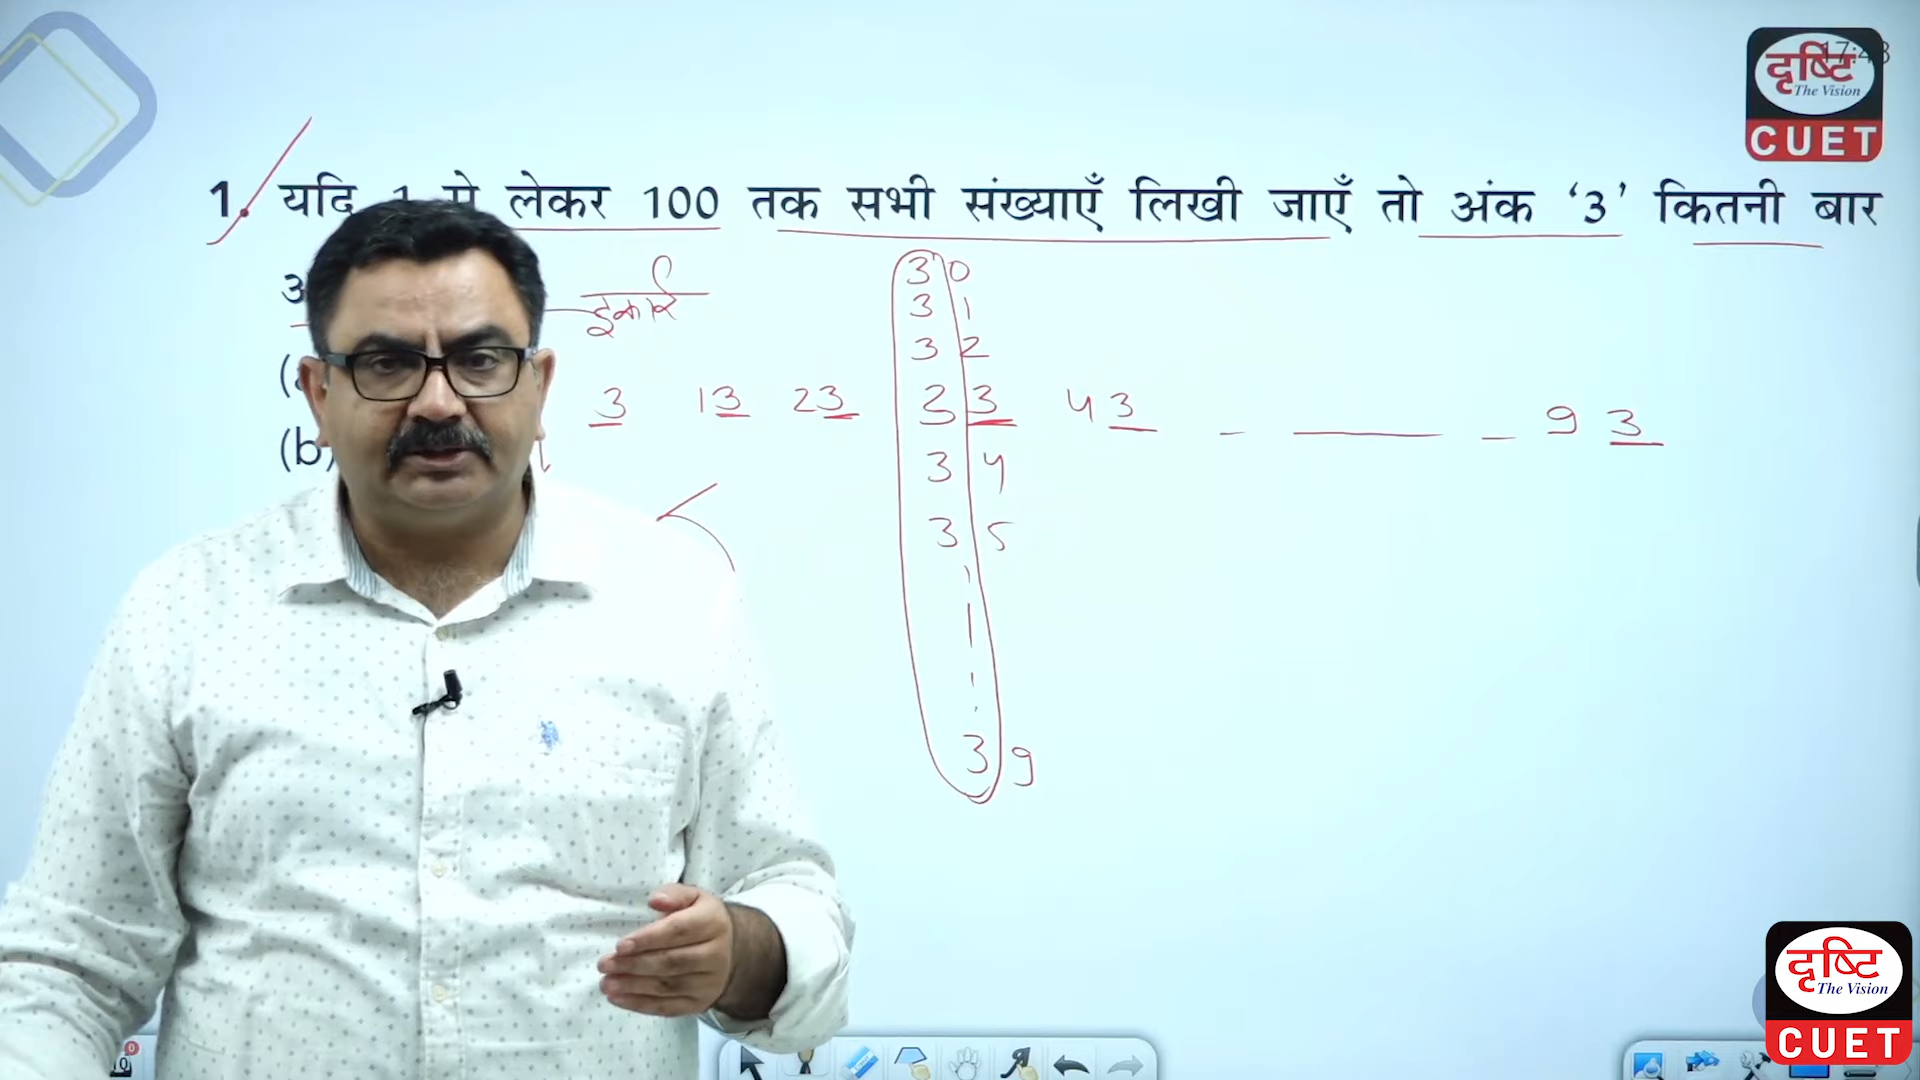 दृष्टि
The Vision
CUET
1. यदि 1 से लेकर 100 तक सभी संख्याएँ लिखी जाएँ तो अंक ‘3’ कितनी बार
इकाई
(b)
3 13 23 33 43 93
30
31
32
34
35
39
दृष्टि
The Vision
CUET